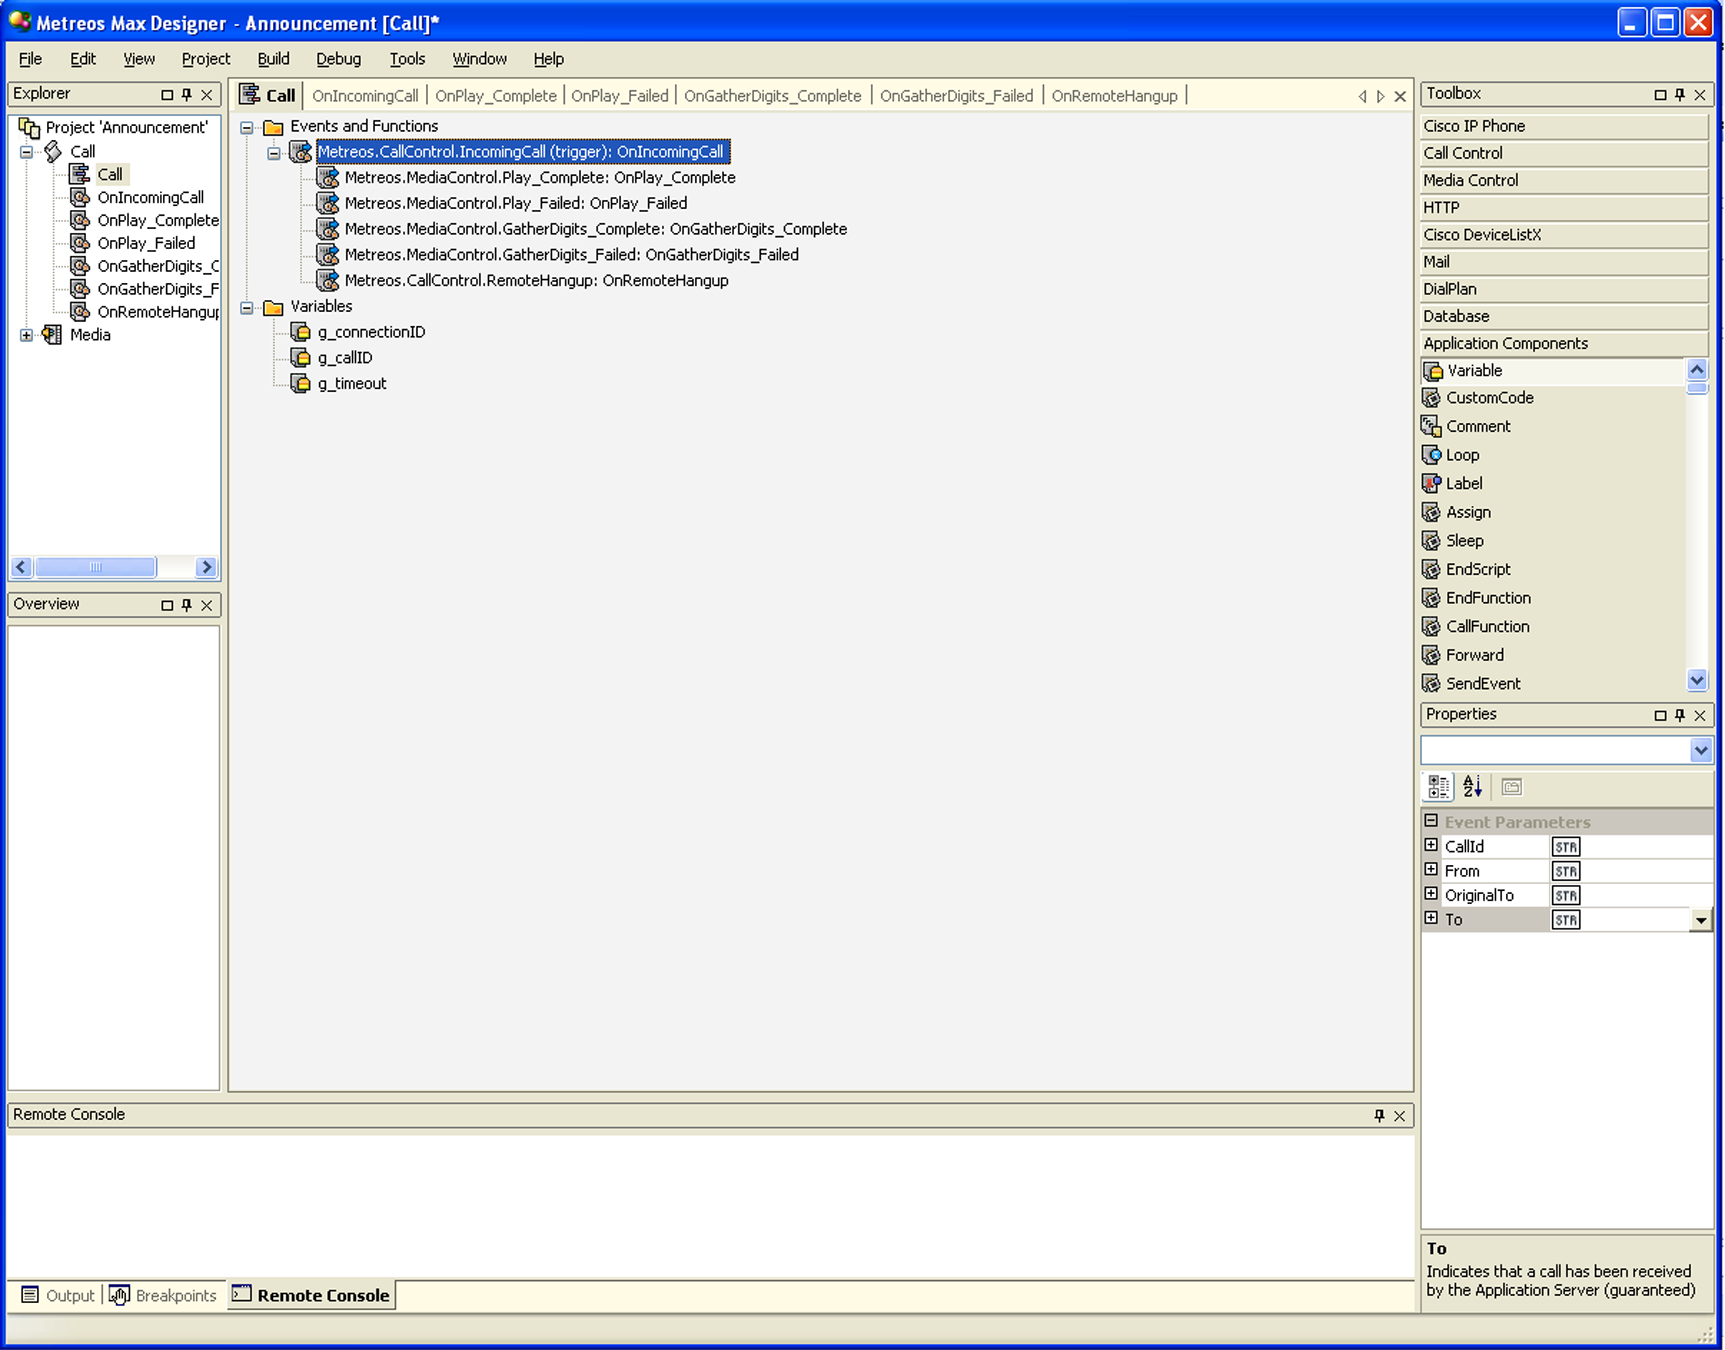 Metreos Max Designer - Announcement [Call]*
File Edit View Project Build Debug Tools Window Help
Explorer
Project 'Announcement'
Call
Call
OnIncomingCall
OnPlay_Complete
OnPlay_Failed
OnGatherDigits_C
OnGatherDigits_F
OnRemoteHangup
Media
Overview
Call OnIncomingCall OnPlay_Complete OnPlay_Failed OnGatherDigits_Complete OnGatherDigits_Failed OnRemoteHangup
Events and Functions
Metreos.CallControl.IncomingCall (trigger): OnIncomingCall
Metreos.MediaControl.Play_Complete: OnPlay_Complete
Metreos.MediaControl.Play_Failed: OnPlay_Failed
Metreos.MediaControl.GatherDigits_Complete: OnGatherDigits_Complete
Metreos.MediaControl.GatherDigits_Failed: OnGatherDigits_Failed
Metreos.CallControl.RemoteHangup: OnRemoteHangup
Variables
g_connectionID
g_callID
g_timeout
Toolbox
Cisco IP Phone
Call Control
Media Control
HTTP
Cisco DeviceListX
Mail
DialPlan
Database
Application Components
Variable
CustomCode
Comment
Loop
Label
Assign
Sleep
EndScript
EndFunction
CallFunction
Forward
SendEvent
Properties
Event Parameters
CallId STR
From STR
OriginalTo STR
To STR
To
Indicates that a call has been received
by the Application Server (guaranteed)
Remote Console
Output Breakpoints Remote Console